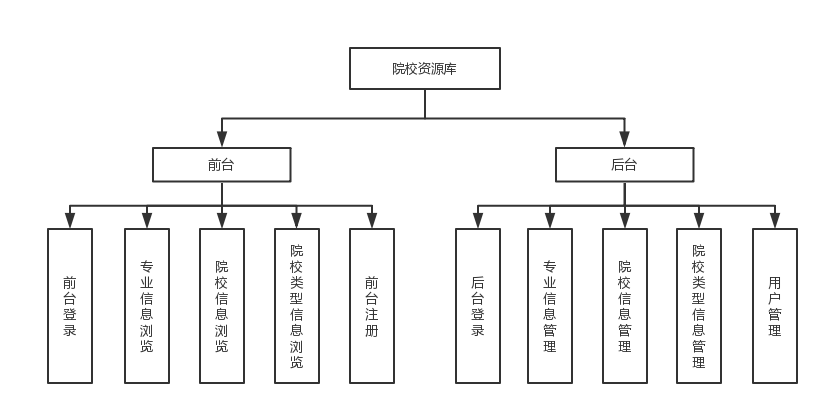 院校资源库
前台
后台
前台登录
专业信息浏览
院校信息浏览
院校类型信息浏览
前台注册
后台登录
专业信息管理
院校信息管理
院校类型信息管理
用户管理